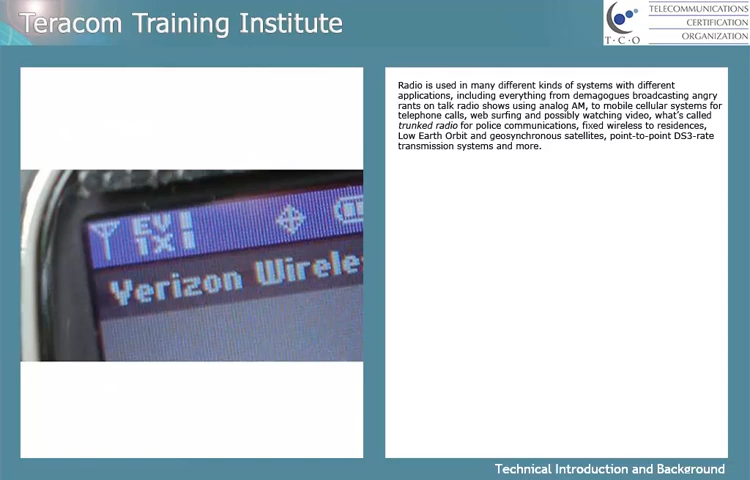 Teracom Training Institute
TELECOMMUNICATIONS
CERTIFICATION
ORGANIZATION
T·C·O
EV
1X
Verizon Wirele
Radio is used in many different kinds of systems with different
applications, including everything from demagogues broadcasting angry
rants on talk radio shows using analog AM, to mobile cellular systems for
telephone calls, web surfing and possibly watching video, what's called
trunked radio for police communications, fixed wireless to residences,
Low Earth Orbit and geosynchronous satellites, point-to-point DS3-rate
transmission systems and more.
Technical Introduction and Background